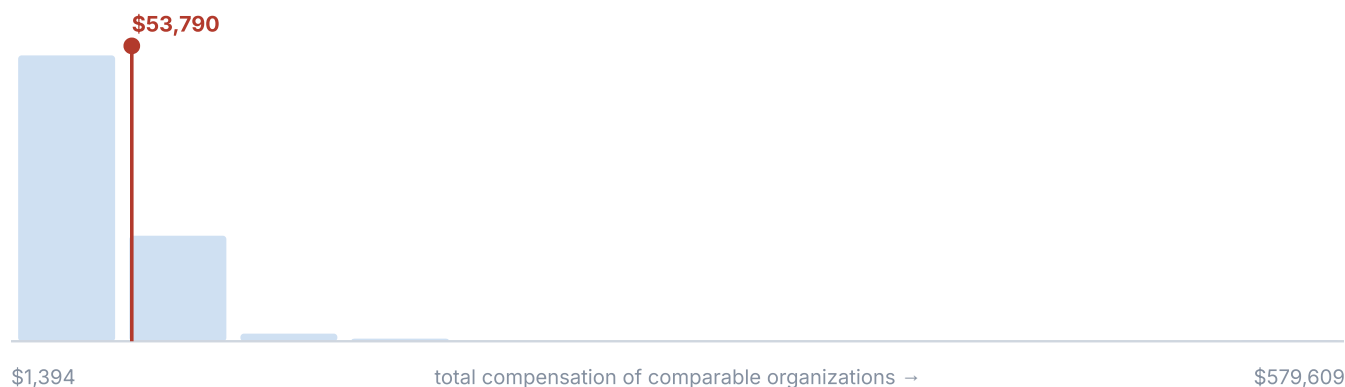 $53,790
$1,394
total compensation of comparable organizations →
$579,609